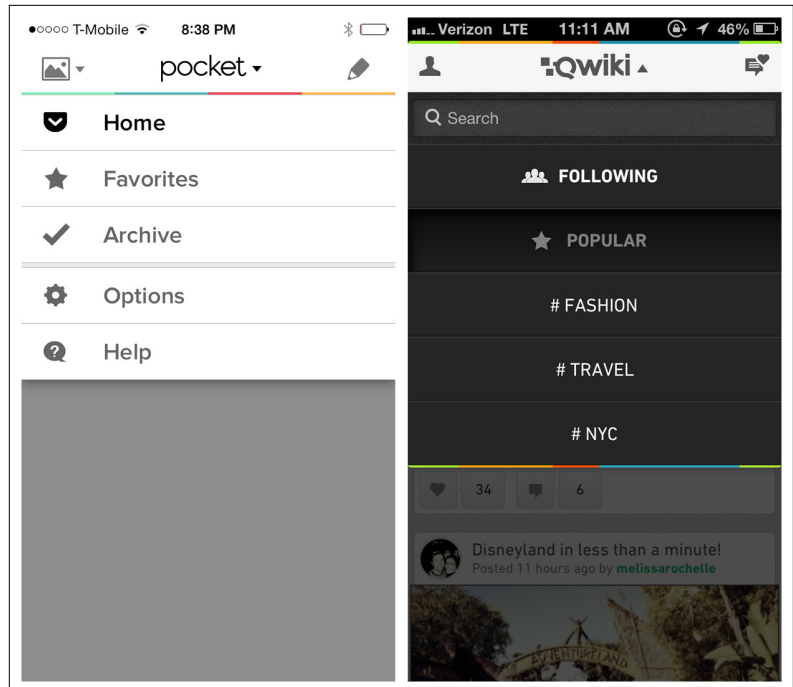 T-Mobile 8:38 PM
pocket
Home
Favorites
Archive
Options
Help
Verizon LTE 11:11 AM 46%
Qwiki
Search
FOLLOWING
POPULAR
# FASHION
# TRAVEL
# NYC
34 6
Disneyland in less than a minute!
Posted 11 hours ago by melissarochelle
ADVENTURELAND